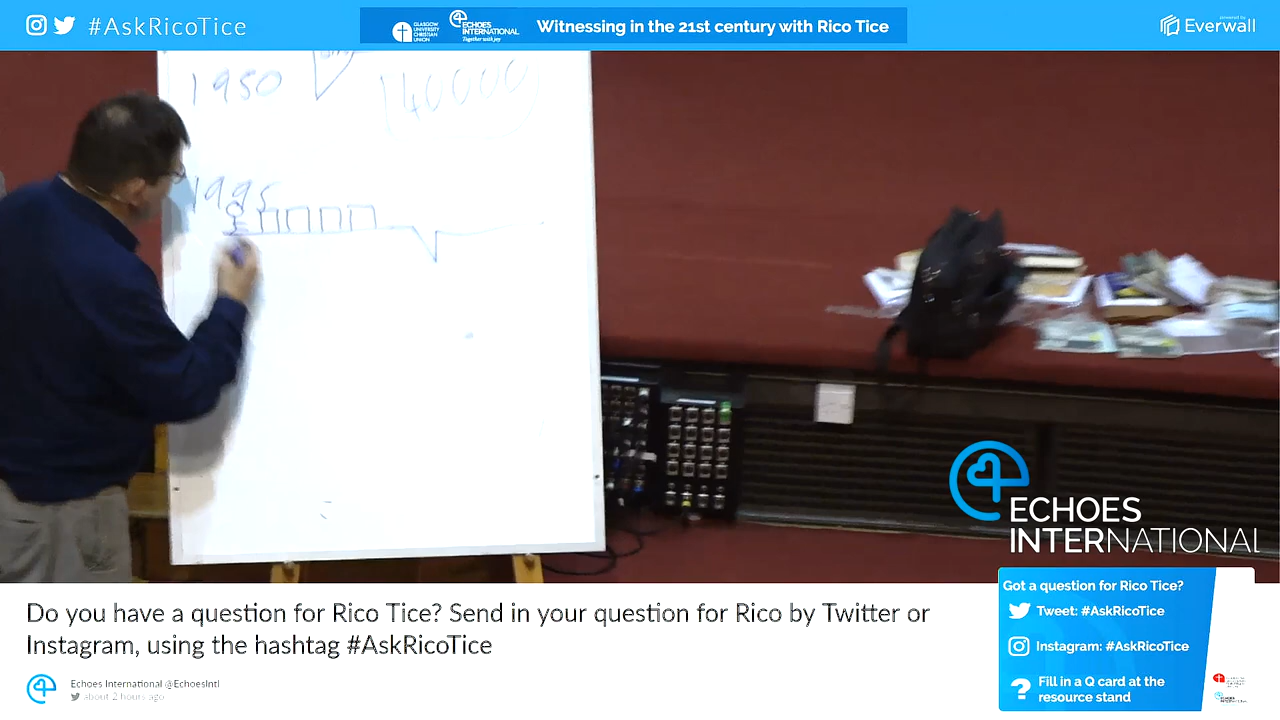 #AskRicoTice
GLASGOW
UNIVERSITY
CHRISTIAN
UNION
ECHOES
INTERNATIONAL
Together with joy
Witnessing in the 21st century with Rico Tice
powered by
Everwall
1950
140000
1995
ECHOES
INTERNATIONAL
Do you have a question for Rico Tice? Send in your question for Rico by Twitter or
Instagram, using the hashtag #AskRicoTice
Echoes International @EchoesIntl
about 2 hours ago
Got a question for Rico Tice?
Tweet: #AskRicoTice
Instagram: #AskRicoTice
? Fill in a Q card at the
resource stand